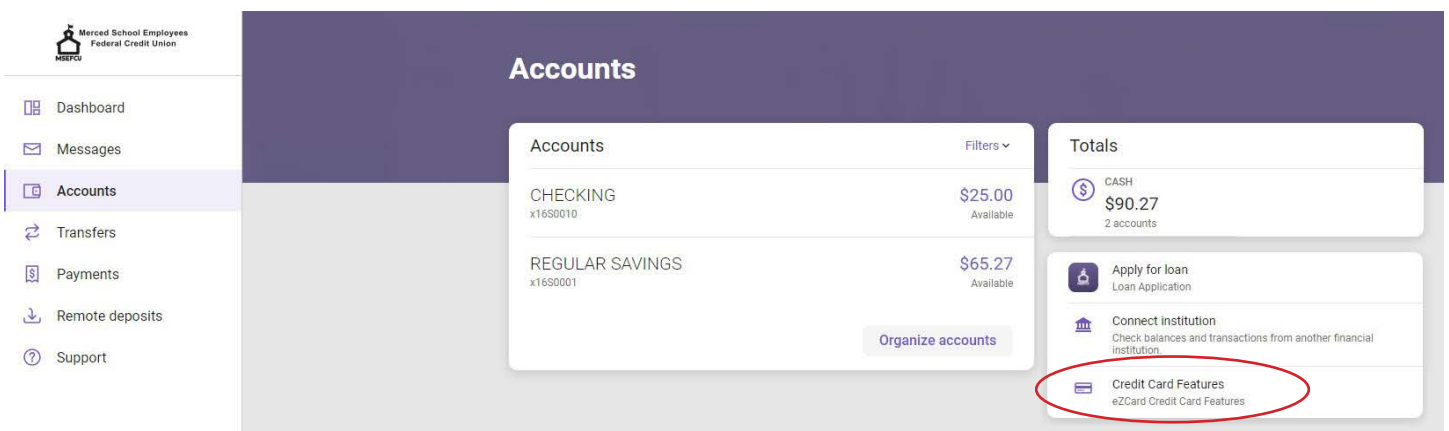 Merced School Employees
Federal Credit Union
MSEFCU
Dashboard
Messages
Accounts
Transfers
Payments
Remote deposits
Support
Accounts
Accounts
Filters
CHECKING
$25.00
x16S0010
Available
REGULAR SAVINGS
$65.27
x16S0001
Available
Organize accounts
Totals
CASH
$90.27
2 accounts
Apply for loan
Loan Application
Connect institution
Check balances and transactions from another financial
institution.
Credit Card Features
eZCard Credit Card Features